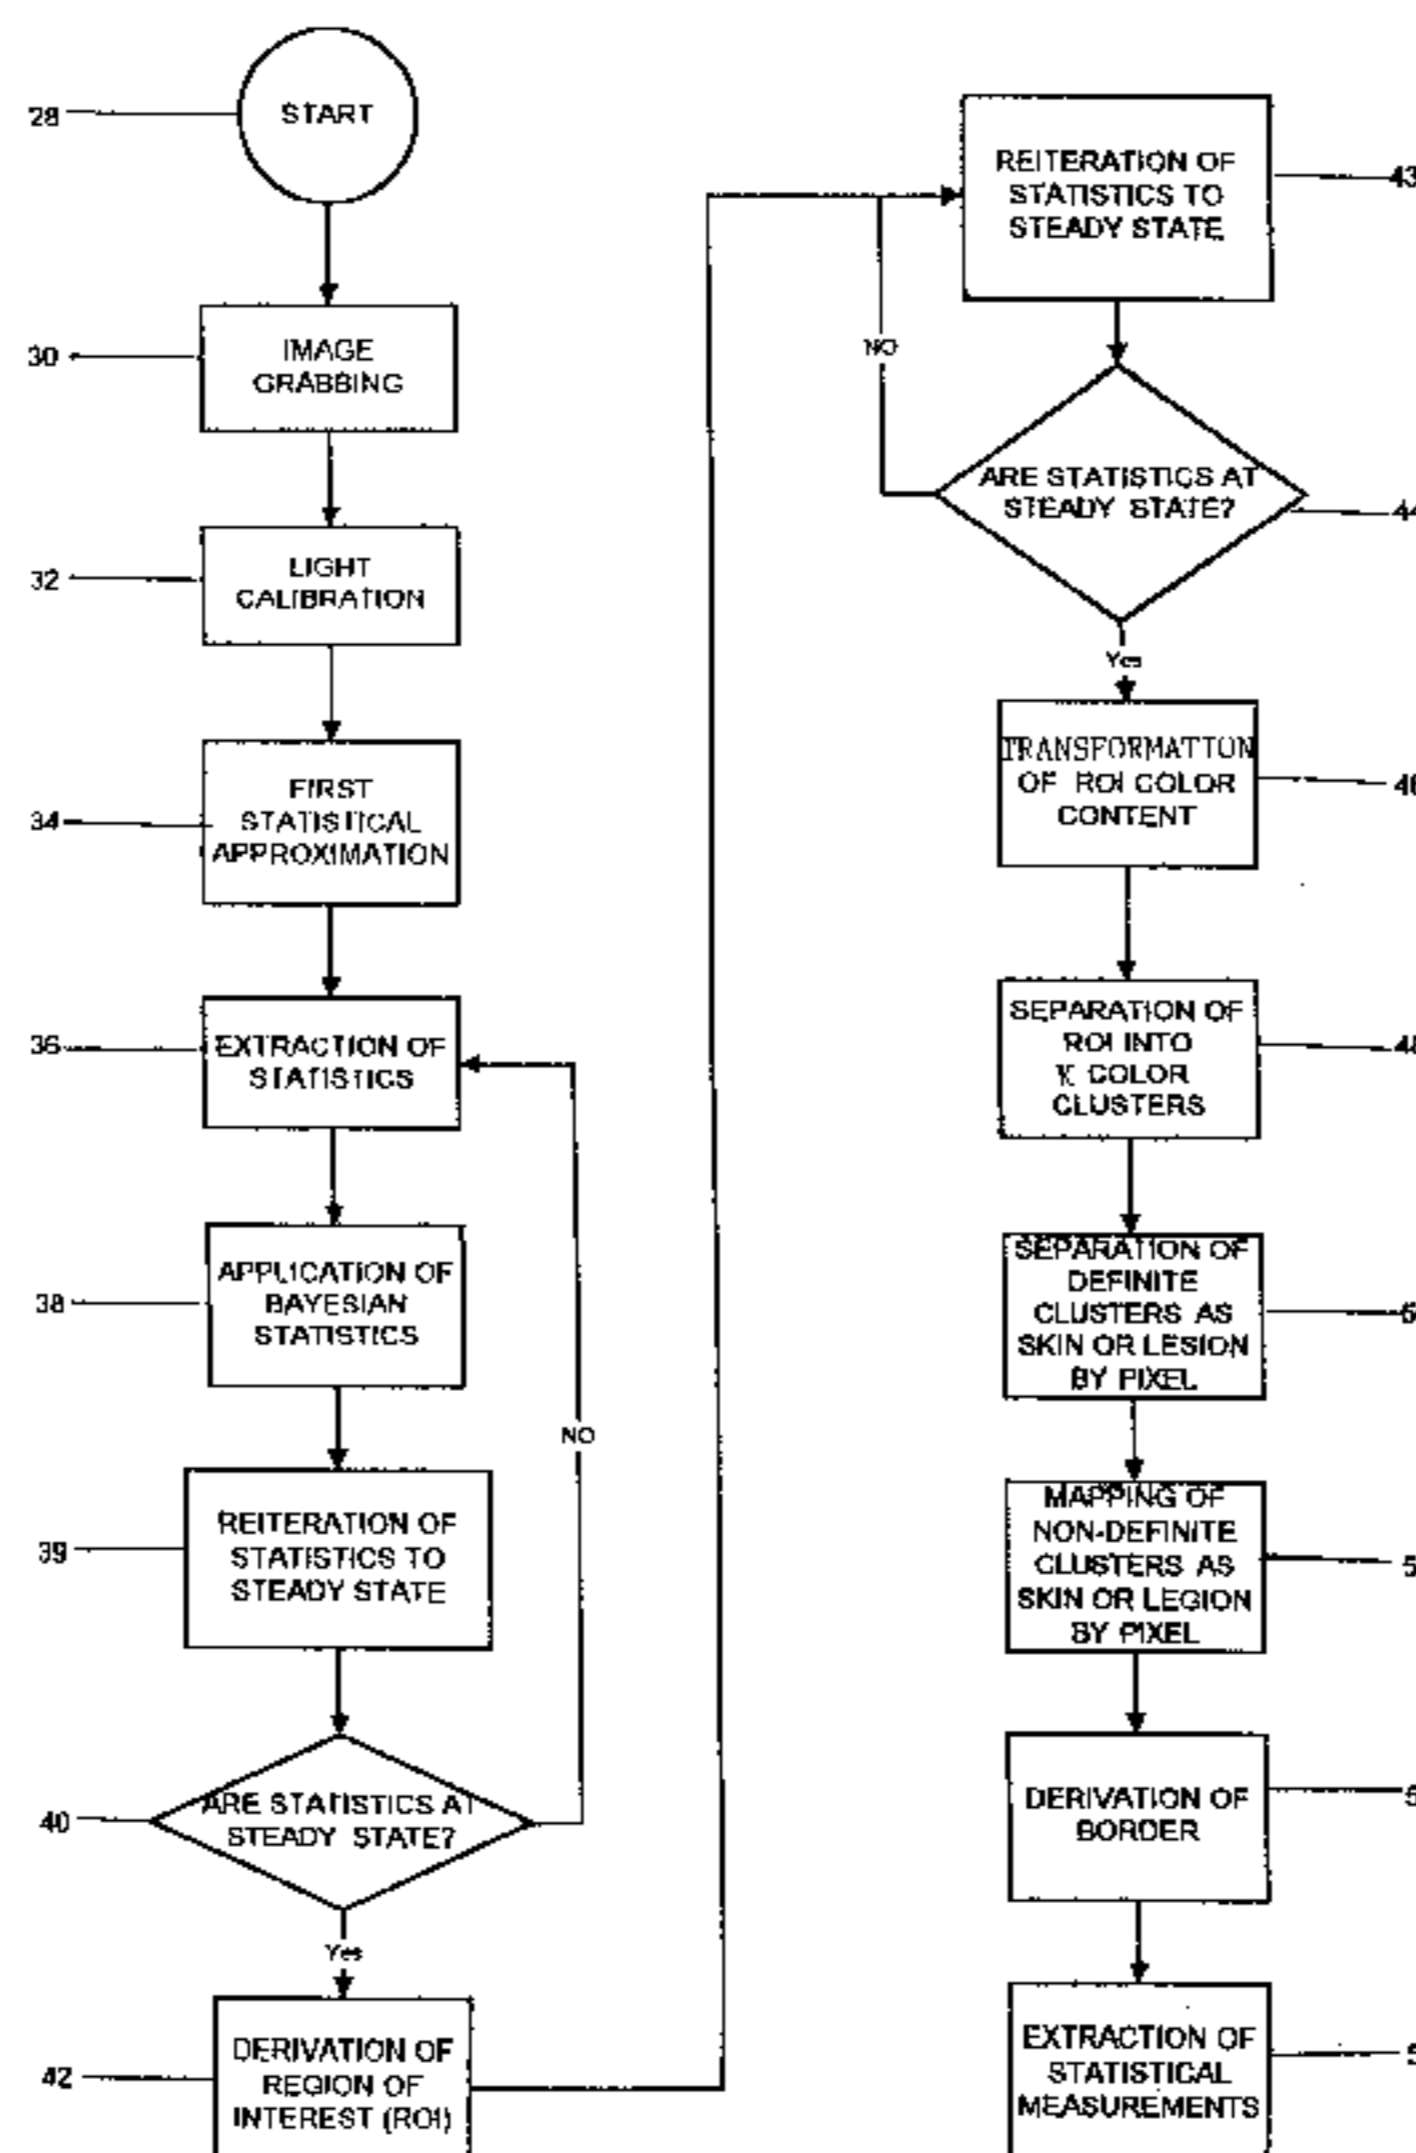 28
START
30
IMAGE
GRABBING
32
LIGHT
CALIBRATION
34
FIRST
STATISTICAL
APPROXIMATION
36
EXTRACTION OF
STATISTICS
38
APPLICATION OF
BAYESIAN
STATISTICS
NO
39
REITERATION OF
STATISTICS TO
STEADY STATE
40
ARE STATISTICS AT
STEADY STATE?
Yes
42
DERIVATION OF
REGION OF
INTEREST (ROI)
REITERATION OF
STATISTICS TO
STEADY STATE
43
NO
ARE STATISTICS AT
STEADY STATE?
44
Yes
TRANSFORMATION
OF ROI COLOR
CONTENT
SEPARATION OF
ROI INTO
K COLOR
CLUSTERS
SEPARATION OF
DEFINITE
CLUSTERS AS
SKIN OR LESION
BY PIXEL
MAPPING OF
NON-DEFINITE
CLUSTERS AS
SKIN OR LEGION
BY PIXEL
DERIVATION OF
BORDER
EXTRACTION OF
STATISTICAL
MEASUREMENTS